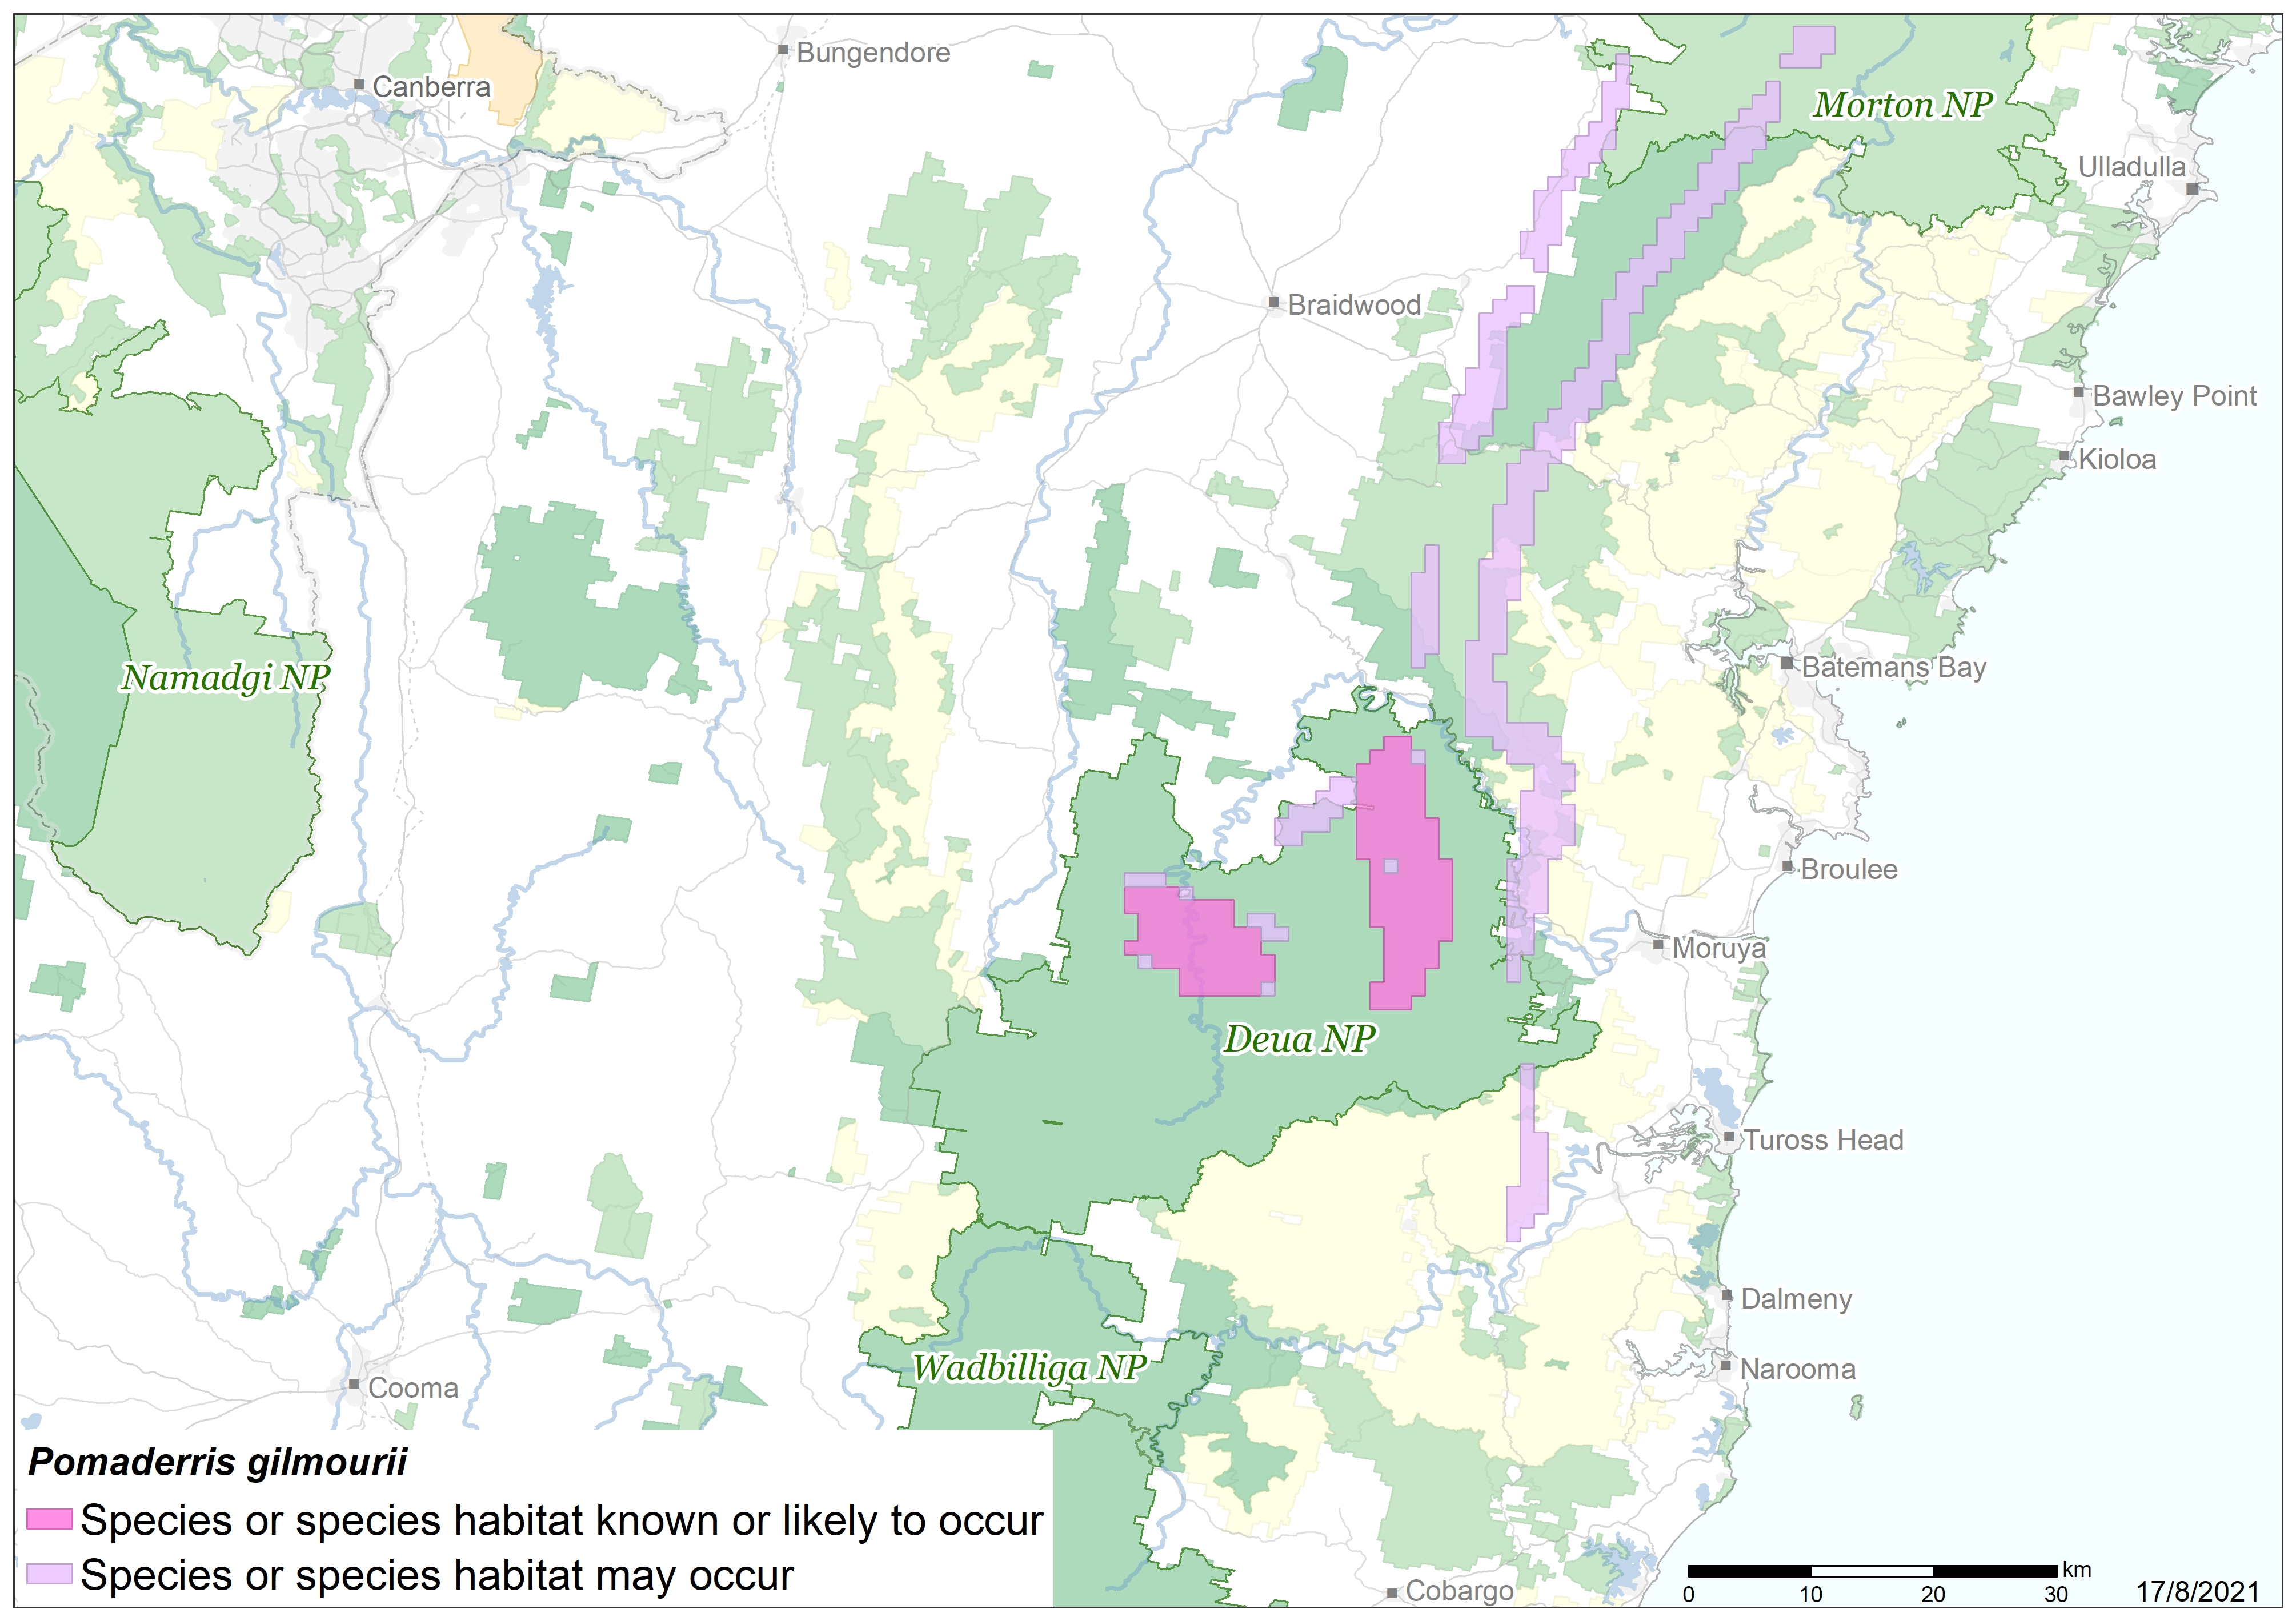 Bungendore
Canberra
Morton NP
Ulladulla
Braidwood
Bawley Point
Kioloa
Namadgi NP
Batemans Bay
Broulee
Moruya
Deua NP
Tuross Head
Dalmeny
Wadbilliga NP
Narooma
Cooma
Pomaderris gilmourii
Species or species habitat known or likely to occur
Species or species habitat may occur
Cobargo
km
0 10 20 30
17/8/2021